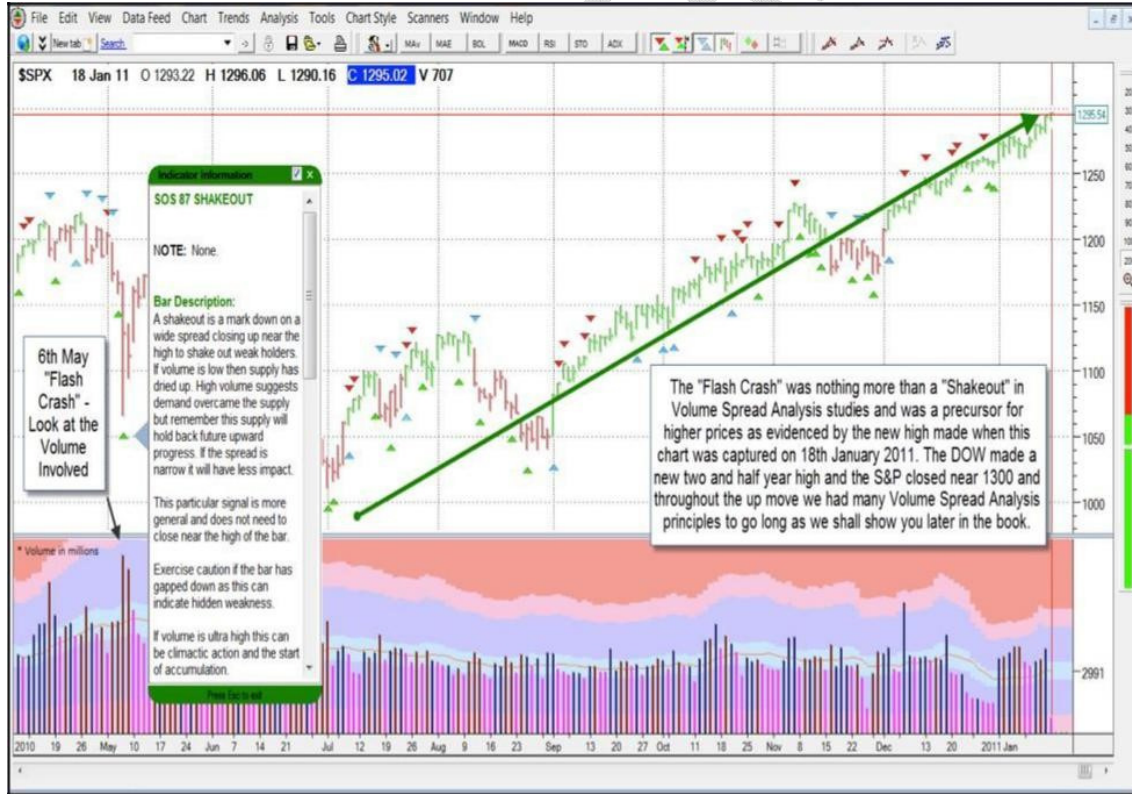 File Edit View Data Feed Chart Trends Analysis Tools Chart Style Scanners Window Help
New tab Search MAv MAE BOL MACD RSI STO ADX
$SPX 18 Jan 11 O 1293.22 H 1296.06 L 1290.16 C 1295.02 V 707
1295.54
1250
1200
1150
1100
1050
1000
Indicator Information
SOS 87 SHAKEOUT
NOTE: None.
Bar Description:
A shakeout is a mark down on a
wide spread closing up near the
high to shake out weak holders.
If volume is low then supply has
dried up. High volume suggests
demand overcame the supply
but remember this supply will
hold back future upward
progress. If the spread is
narrow it will have less impact.
This particular signal is more
general and does not need to
close near the high of the bar.
Exercise caution if the bar has
gapped down as this can
indicate hidden weakness.
If volume is ultra high this can
be climactic action and the start
of accumulation.
Press Esc to exit
6th May
"Flash
Crash" -
Look at the
Volume
Involved
The "Flash Crash" was nothing more than a "Shakeout" in
Volume Spread Analysis studies and was a precursor for
higher prices as evidenced by the new high made when this
chart was captured on 18th January 2011. The DOW made a
new two and half year high and the S&P closed near 1300 and
throughout the up move we had many Volume Spread Analysis
principles to go long as we shall show you later in the book.
* Volume in millions
2991
2010 19 26 May 10 17 24 Jun 7 14 21 Jul 12 19 26 Aug 9 16 23 Sep 13 20 27 Oct 11 18 25 Nov 8 15 22 Dec 13 20 2011 Jan